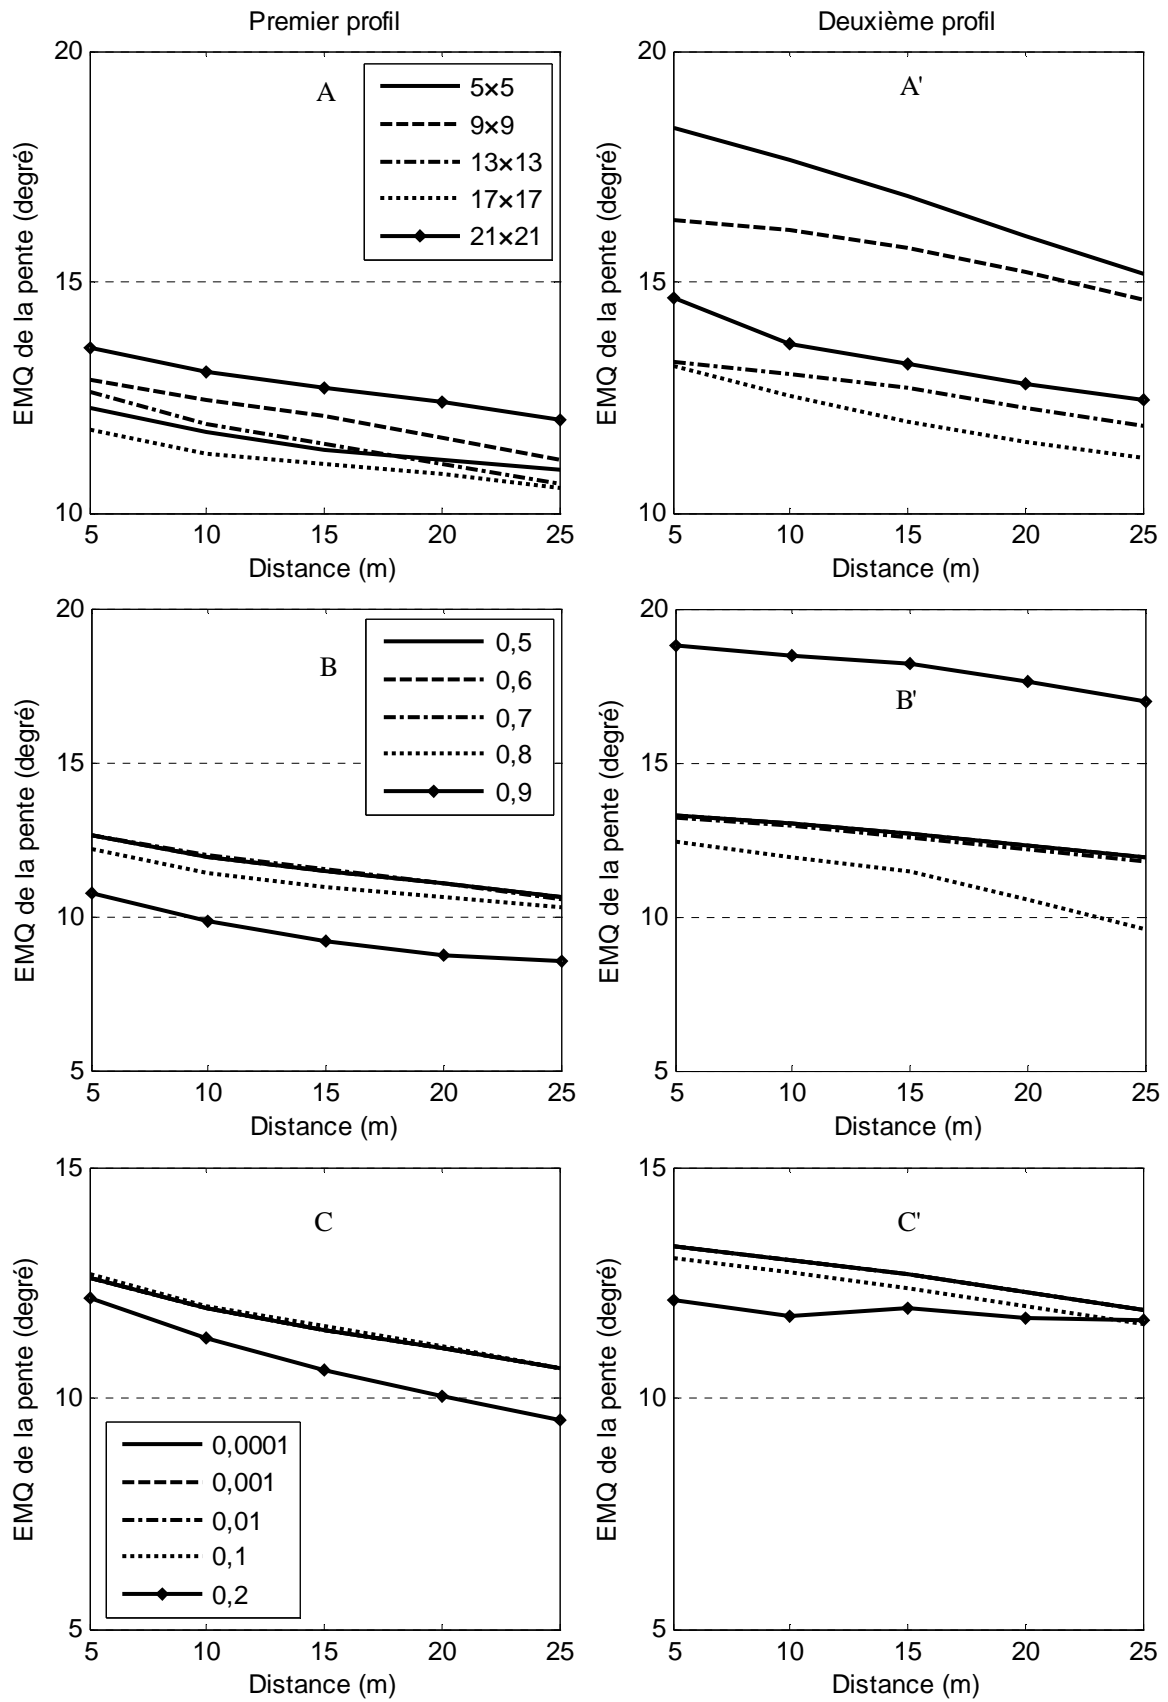 Premier profil
Deuxième profil
20
15
10
EMQ de la pente (degré)
A
5×5
9×9
13×13
17×17
21×21
5 10 15 20 25
Distance (m)
20
15
10
EMQ de la pente (degré)
A'
5 10 15 20 25
Distance (m)
20
15
10
5
EMQ de la pente (degré)
B
0,5
0,6
0,7
0,8
0,9
5 10 15 20 25
Distance (m)
20
15
10
5
EMQ de la pente (degré)
B'
5 10 15 20 25
Distance (m)
15
10
5
EMQ de la pente (degré)
C
0,0001
0,001
0,01
0,1
0,2
5 10 15 20 25
Distance (m)
15
10
5
EMQ de la pente (degré)
C'
5 10 15 20 25
Distance (m)